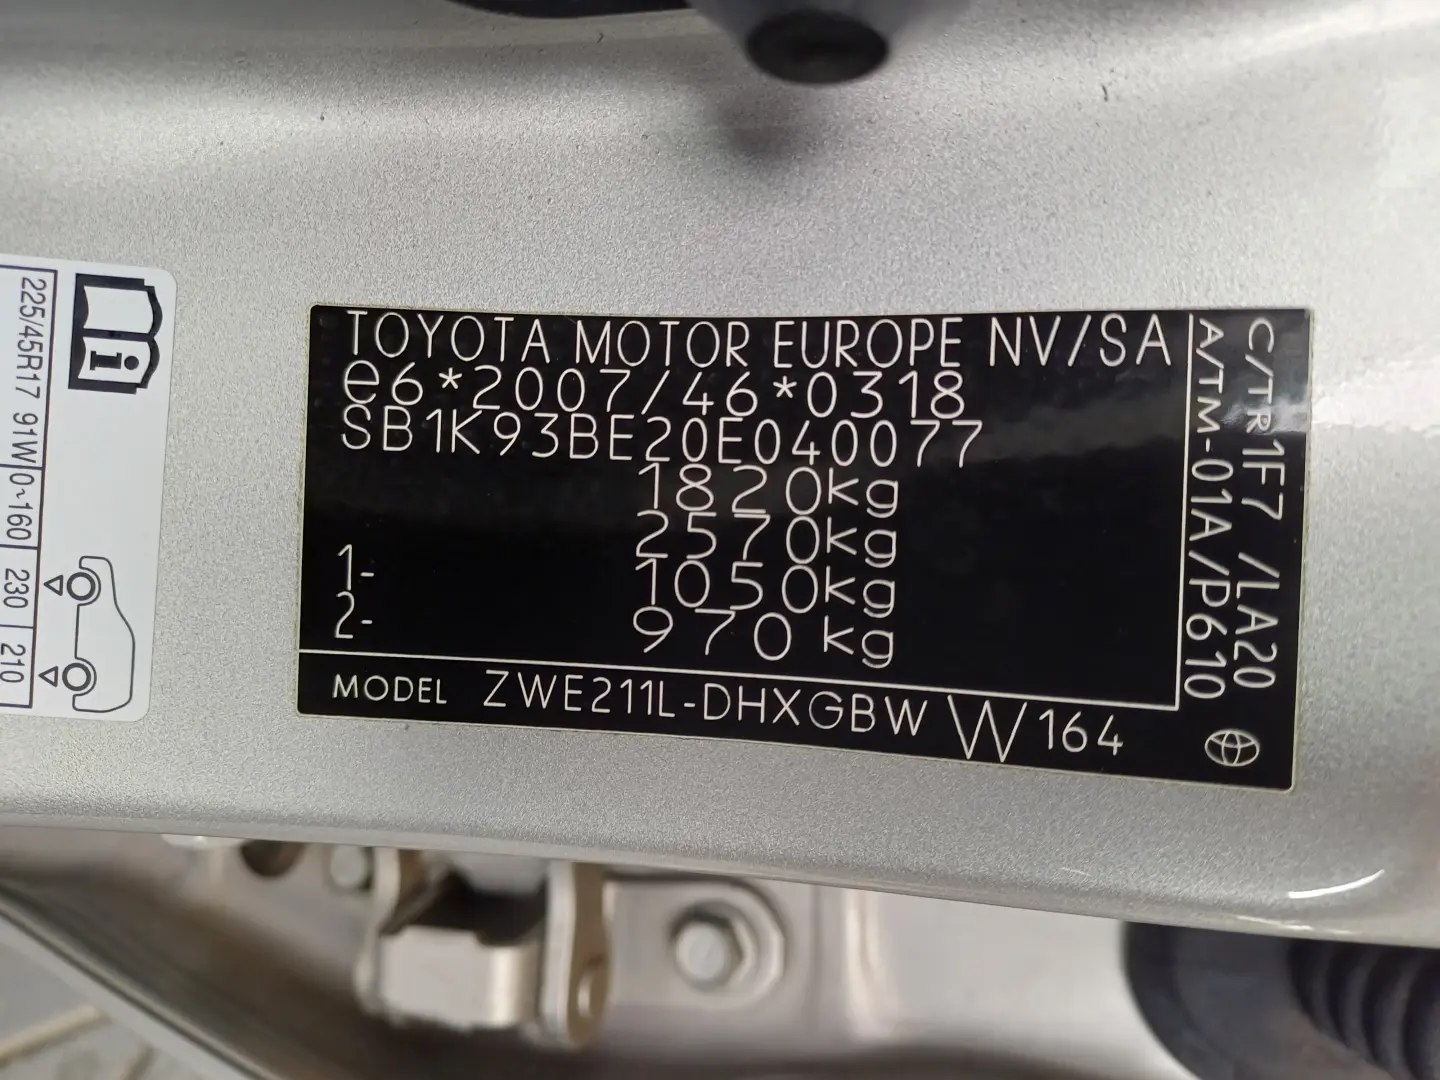 TOYOTA MOTOR EUROPE NV/SA
e6*2007/46*0318
SB1K93BE20E040077
1820kg
2570kg
1- 1050kg
2- 970 kg
MODEL ZWE211L-DHXGBW W164
C/TR 1F7 /LA20
A/TM-01A/P610
i
225/45R17 91W 0~160 230 210